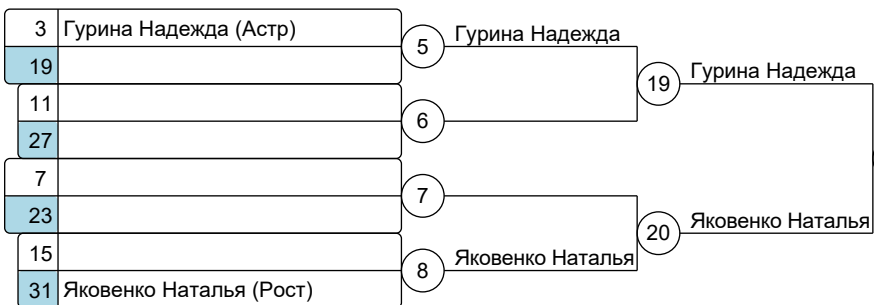 3 Гурина Надежда (Астр)
5 Гурина Надежда
19
19 Гурина Надежда
11
6
27
7
7
23
20 Яковенко Наталья
15
8 Яковенко Наталья
31 Яковенко Наталья (Рост)